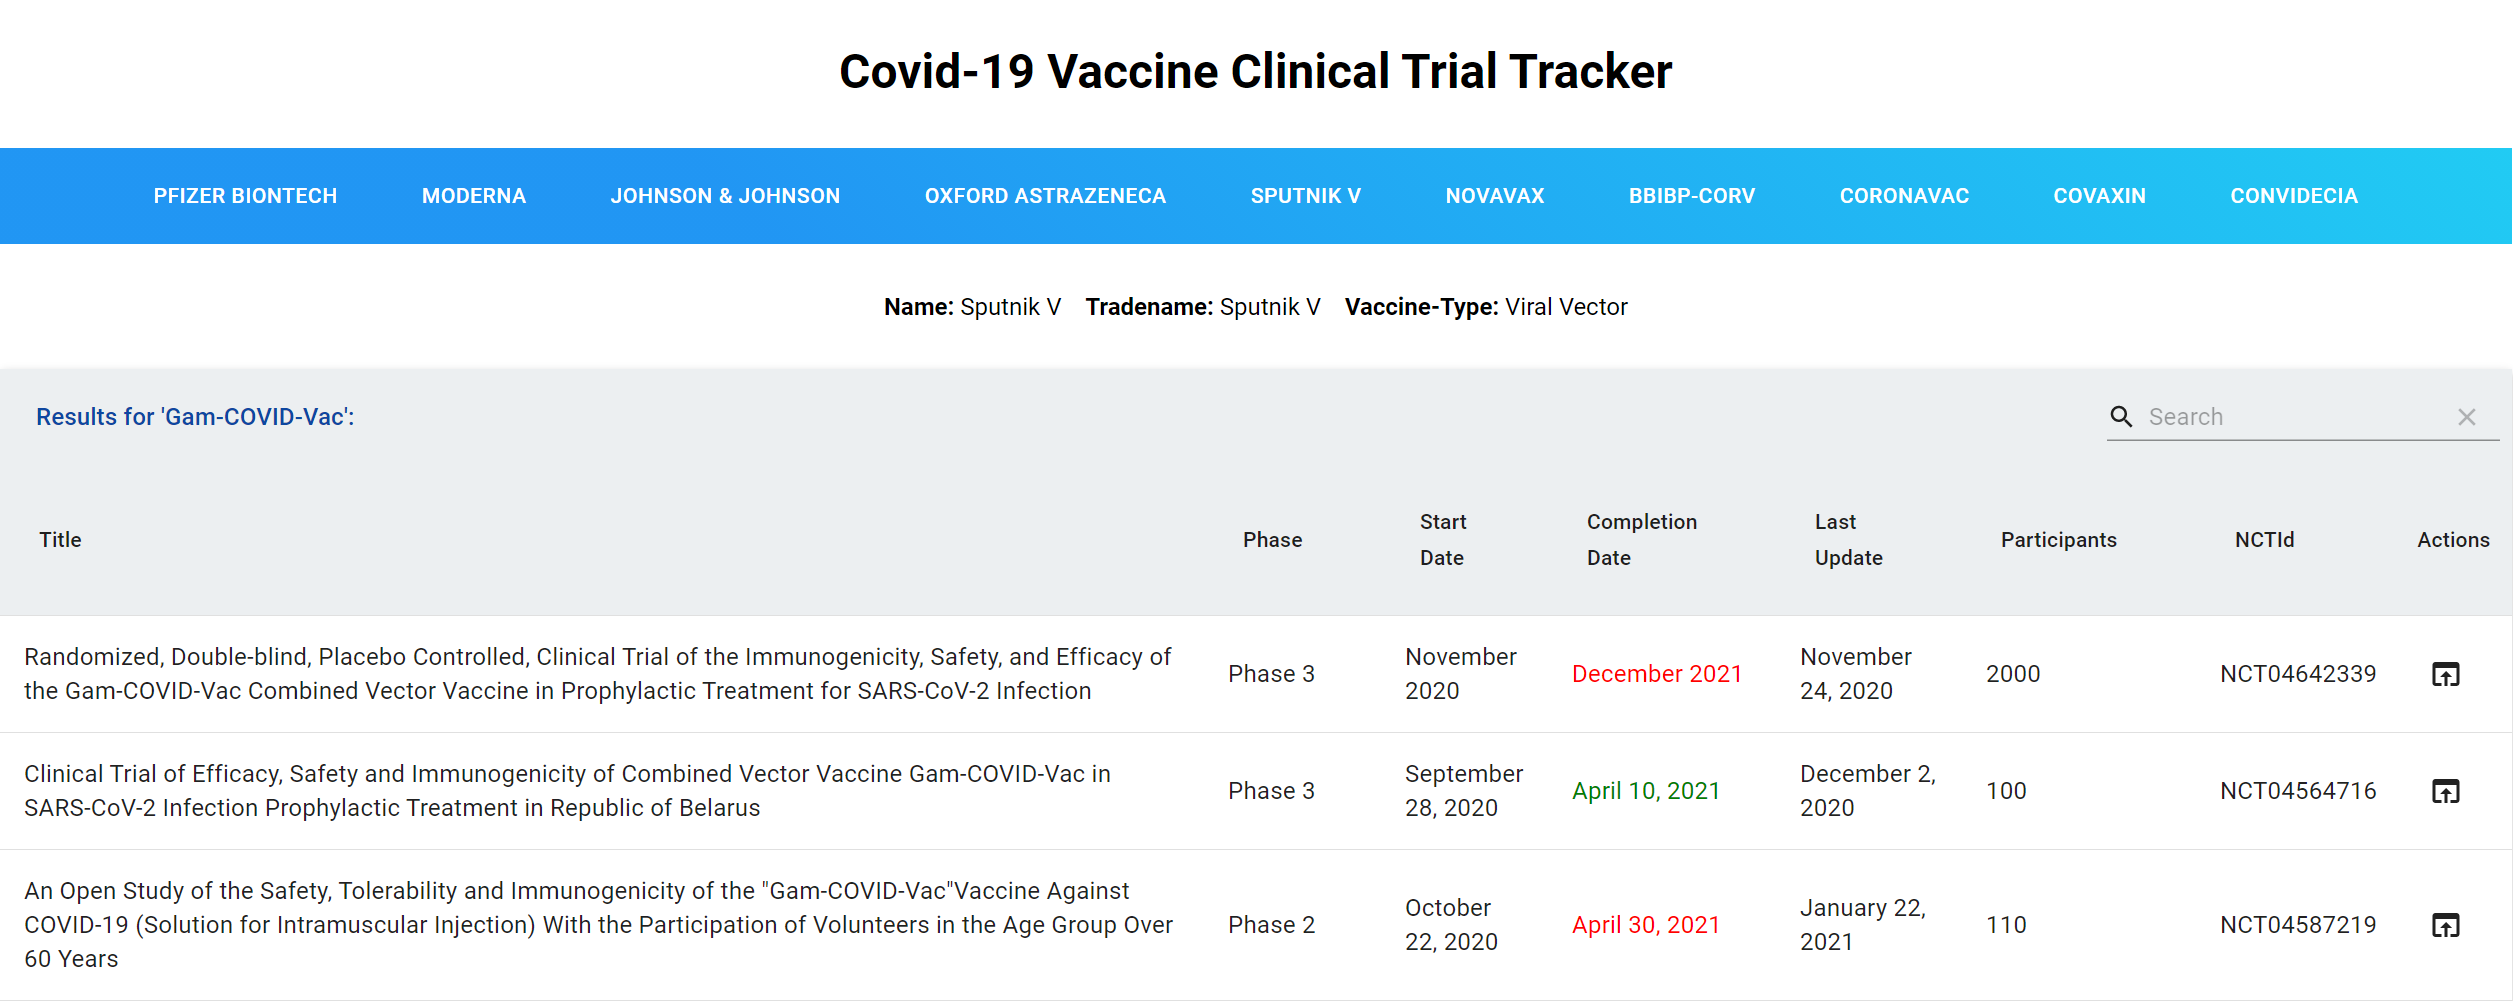 Covid-19 Vaccine Clinical Trial Tracker
PFIZER BIONTECH MODERNA JOHNSON & JOHNSON OXFORD ASTRAZENECA SPUTNIK V NOVAVAX BBIBP-CORV CORONAVAC COVAXIN CONVIDECIA
Name: Sputnik V Tradename: Sputnik V Vaccine-Type: Viral Vector
Results for 'Gam-COVID-Vac':
Search
Title
Phase
Start
Date
Completion
Date
Last
Update
Participants
NCTId
Actions
Randomized, Double-blind, Placebo Controlled, Clinical Trial of the Immunogenicity, Safety, and Efficacy of
the Gam-COVID-Vac Combined Vector Vaccine in Prophylactic Treatment for SARS-CoV-2 Infection
Phase 3
November
2020
December 2021
November
24, 2020
2000
NCT04642339
Clinical Trial of Efficacy, Safety and Immunogenicity of Combined Vector Vaccine Gam-COVID-Vac in
SARS-CoV-2 Infection Prophylactic Treatment in Republic of Belarus
Phase 3
September
28, 2020
April 10, 2021
December 2,
2020
100
NCT04564716
An Open Study of the Safety, Tolerability and Immunogenicity of the "Gam-COVID-Vac"Vaccine Against
COVID-19 (Solution for Intramuscular Injection) With the Participation of Volunteers in the Age Group Over
60 Years
Phase 2
October
22, 2020
April 30, 2021
January 22,
2021
110
NCT04587219